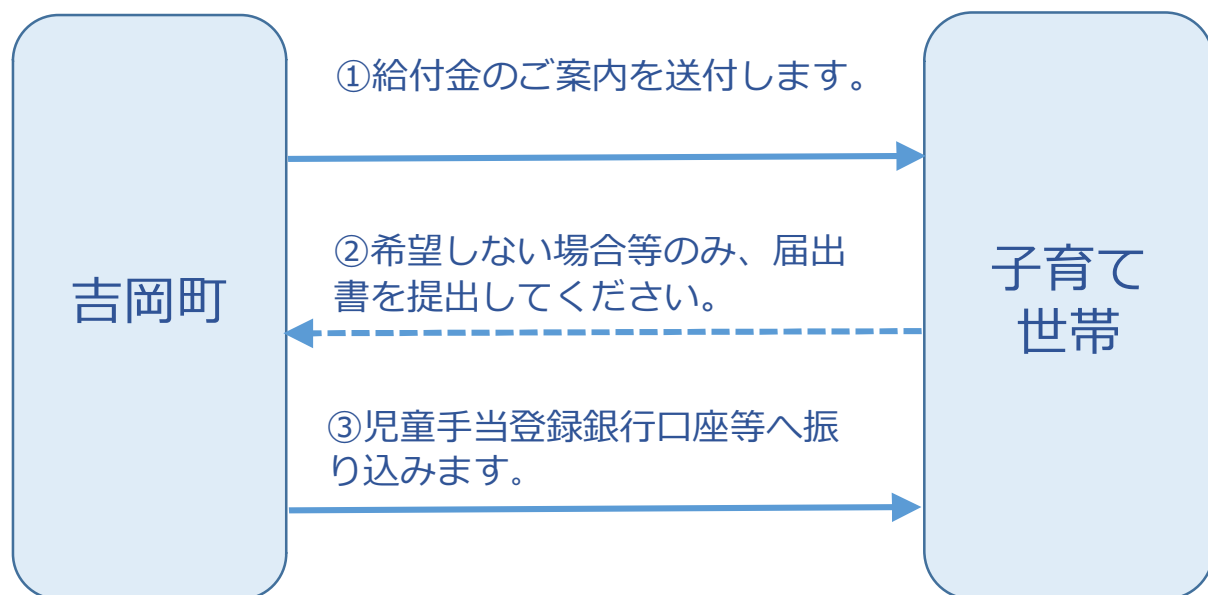 ①給付金のご案内を送付します。
吉岡町
②希望しない場合等のみ、届出
書を提出してください。
子育て
世帯
③児童手当登録銀行口座等へ振
り込みます。